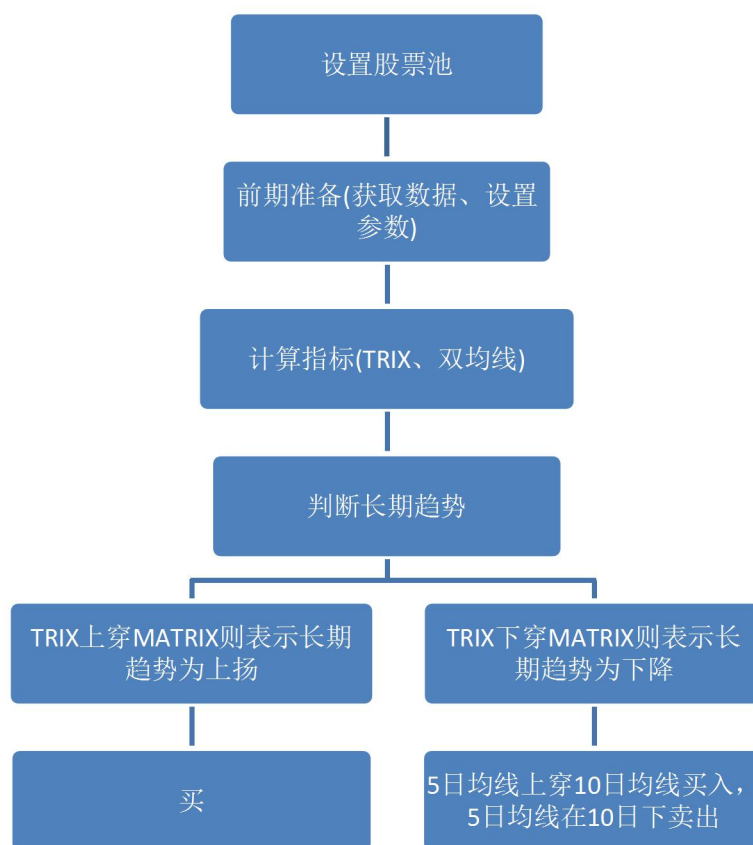 设置股票池
前期准备(获取数据、设置
参数)
计算指标(TRIX、双均线)
判断长期趋势
TRIX上穿MATRIX则表示长期
趋势为上扬
TRIX下穿MATRIX则表示长
期趋势为下降
买
5日均线上穿10日均线买入，
5日均线在10日下卖出